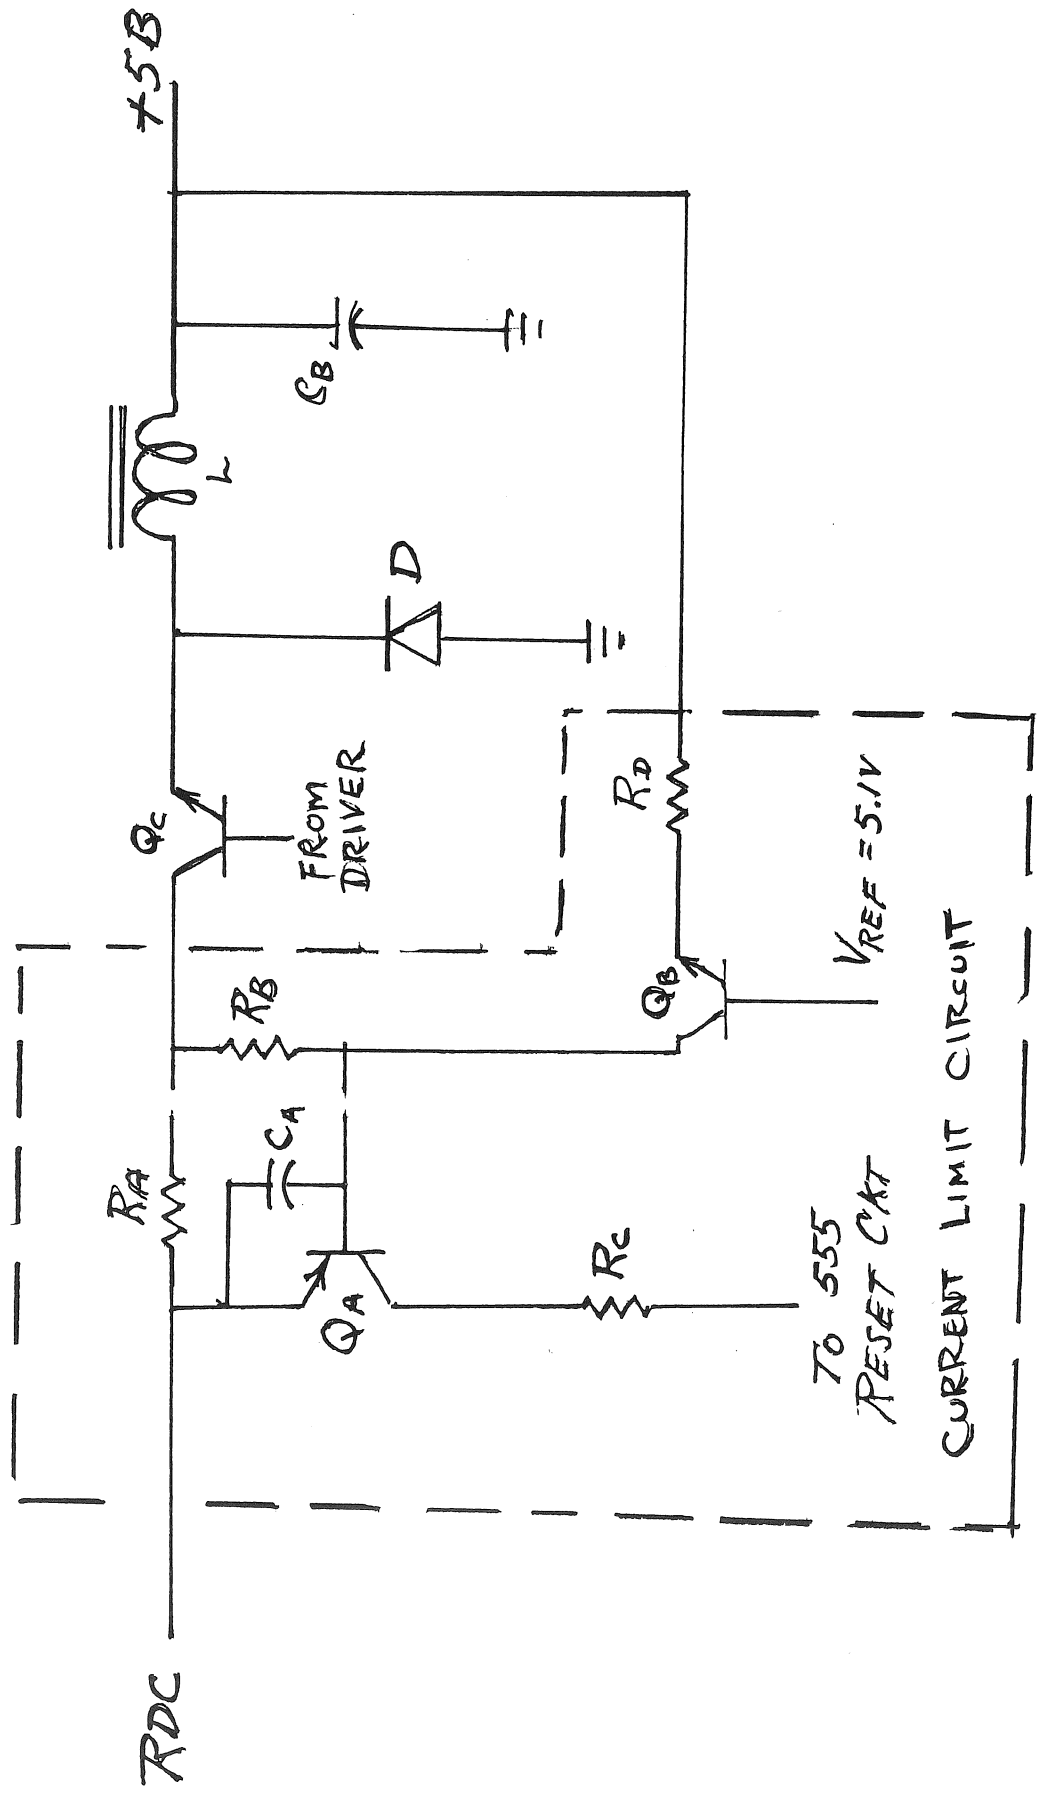 RDC
RA
CA
RB
QA
QC
FROM
DRIVER
L
D
CB
+5B
RC
QB
RD
VREF = 5.1V
TO 555
RESET CKT
CURRENT LIMIT CIRCUIT